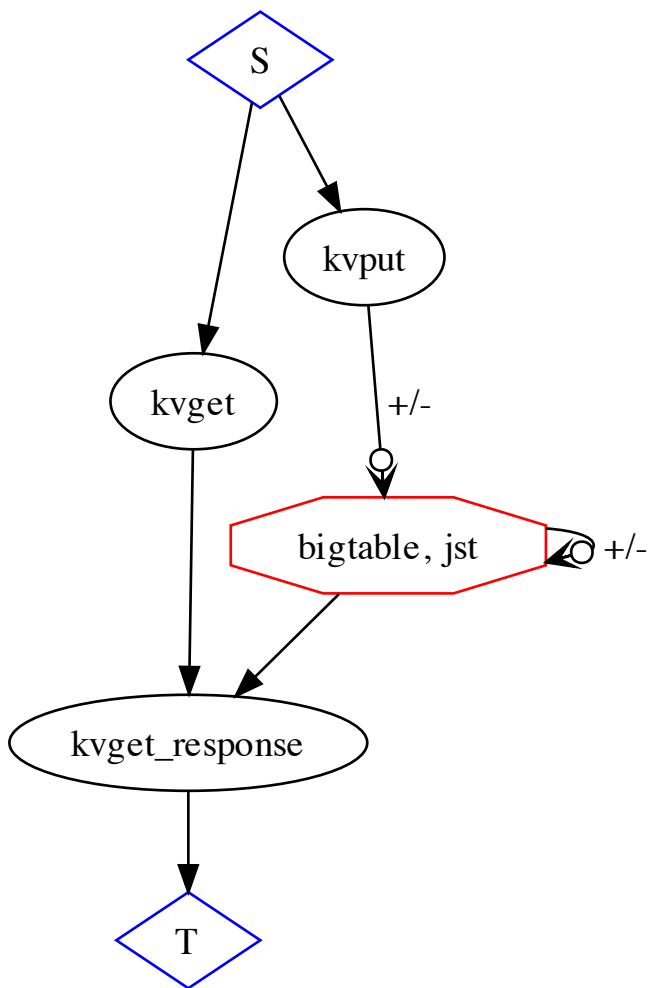 S
kvput
kvget
+/-
bigtable, jst
+/-
kvget_response
T